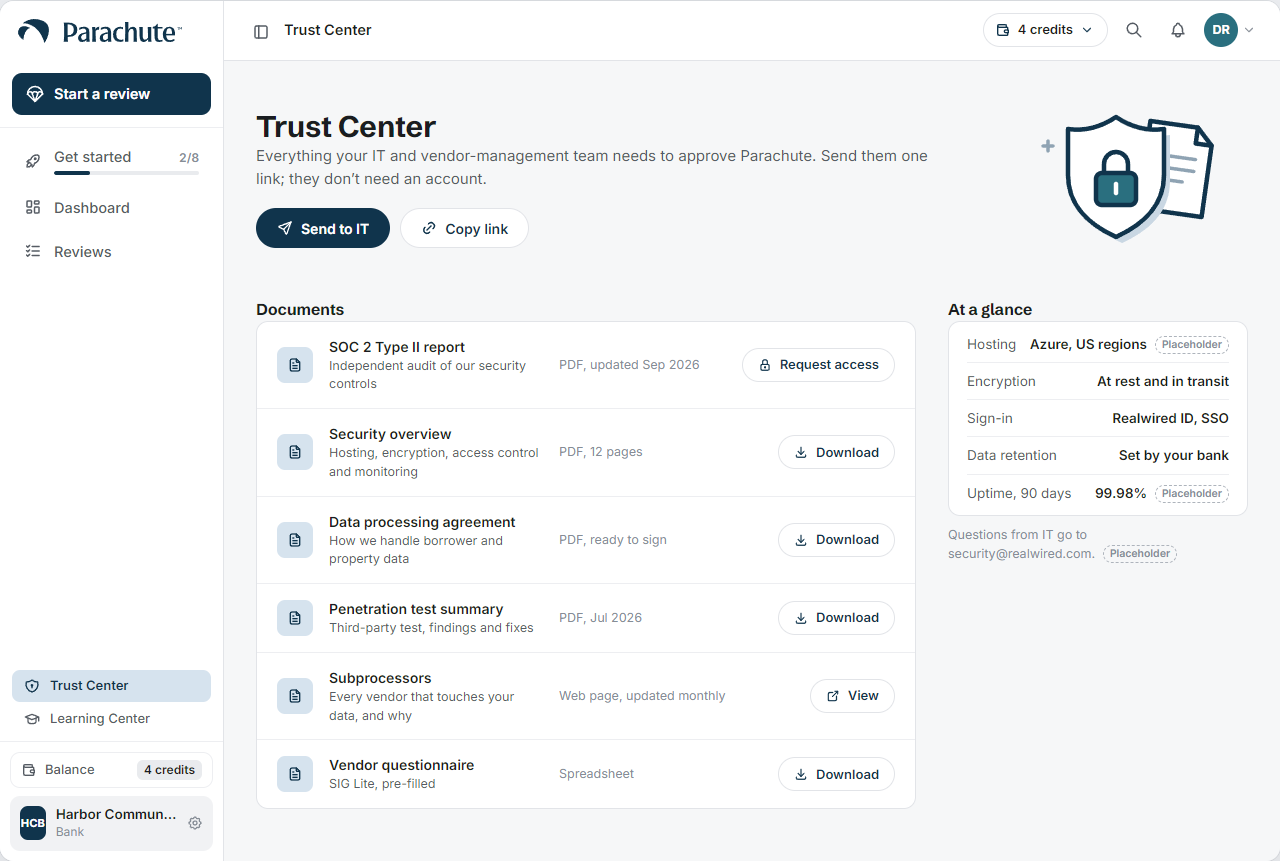 Parachute™
Start a review
Get started 2/8
Dashboard
Reviews
Trust Center
Learning Center
Balance 4 credits
HCB
Harbor Commun...
Bank
Trust Center
4 credits
DR
Trust Center
Everything your IT and vendor-management team needs to approve Parachute. Send them one
link; they don’t need an account.
Send to IT
Copy link
Documents
SOC 2 Type II report
Independent audit of our security
controls
PDF, updated Sep 2026
Request access
Security overview
Hosting, encryption, access control
and monitoring
PDF, 12 pages
Download
Data processing agreement
How we handle borrower and
property data
PDF, ready to sign
Download
Penetration test summary
Third-party test, findings and fixes
PDF, Jul 2026
Download
Subprocessors
Every vendor that touches your
data, and why
Web page, updated monthly
View
Vendor questionnaire
SIG Lite, pre-filled
Spreadsheet
Download
At a glance
Hosting Azure, US regions Placeholder
Encryption At rest and in transit
Sign-in Realwired ID, SSO
Data retention Set by your bank
Uptime, 90 days 99.98% Placeholder
Questions from IT go to
security@realwired.com. Placeholder